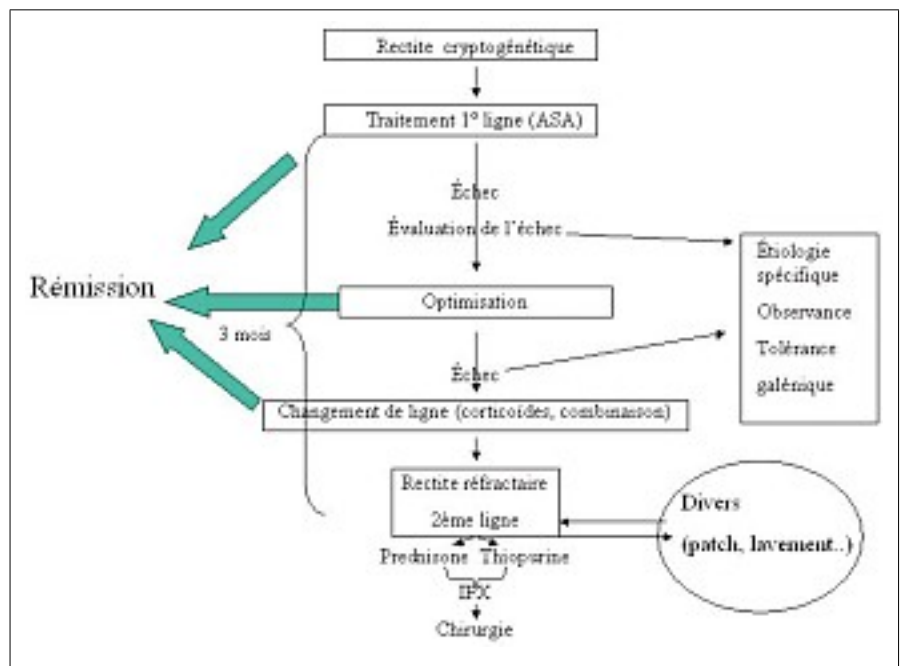 Rectite cryptogénétique
Traitement 1° ligne (ASA)
Échec
Évaluation de l'échec
Étiologie
spécifique
Observance
Tolérance
galénique
Rémission
Optimisation
3 mois
Échec
Changement de ligne (corticoïdes, combinaison)
Rectite réfractaire
2ème ligne
Divers
(patch, lavement..)
Prednisone Thiopurine
IFX
Chirurgie